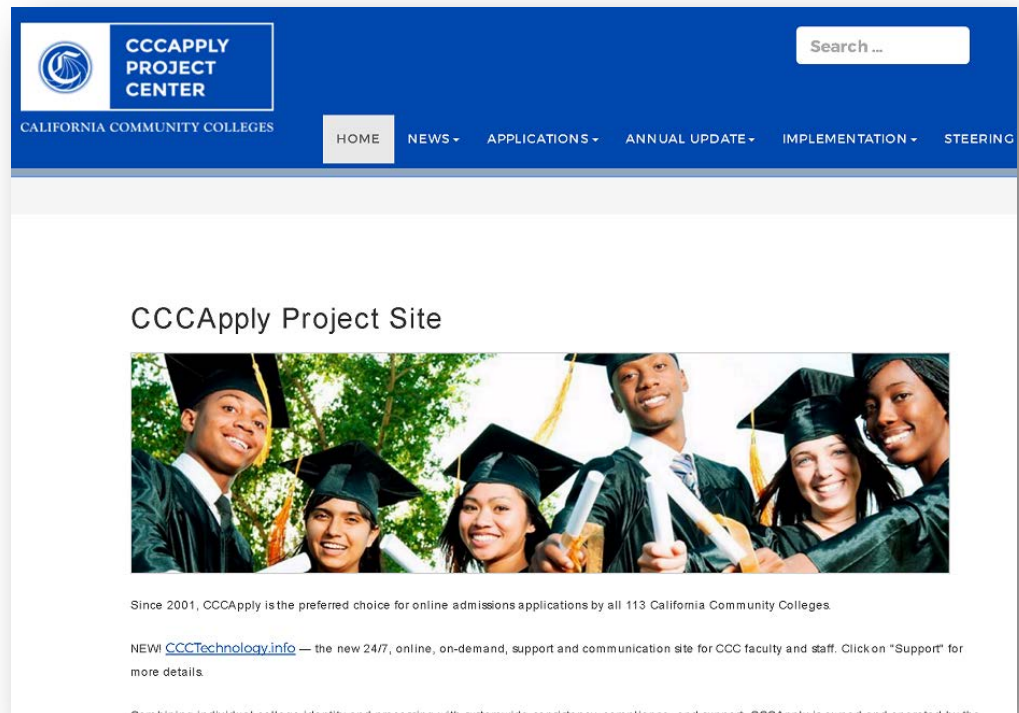 CCCAPPLY
PROJECT
CENTER
CALIFORNIA COMMUNITY COLLEGES
Search ...
HOME NEWS APPLICATIONS ANNUAL UPDATE IMPLEMENTATION STEERING
CCCApply Project Site
Since 2001, CCCApply is the preferred choice for online admissions applications by all 113 California Community Colleges.
NEW! CCCTechnology.info — the new 24/7, online, on-demand, support and communication site for CCC faculty and staff. Click on "Support" for
more details.